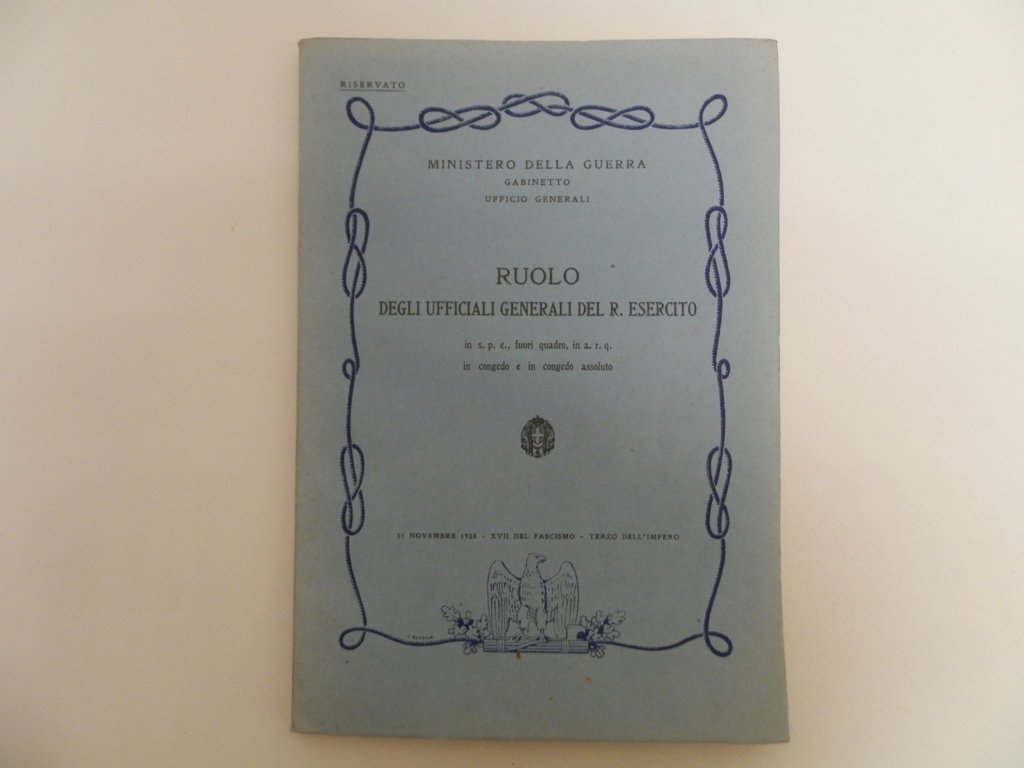 RISERVATO
MINISTERO DELLA GUERRA
GABINETTO
UFFICIO GENERALI
RUOLO
DEGLI UFFICIALI GENERALI DEL R. ESERCITO
in s. p. e., fuori quadro, in a. r. q.
in congedo e in congedo assoluto
11 NOVEMBRE 1938 - XVII DEL FASCISMO - TERZO DELL'IMPERO